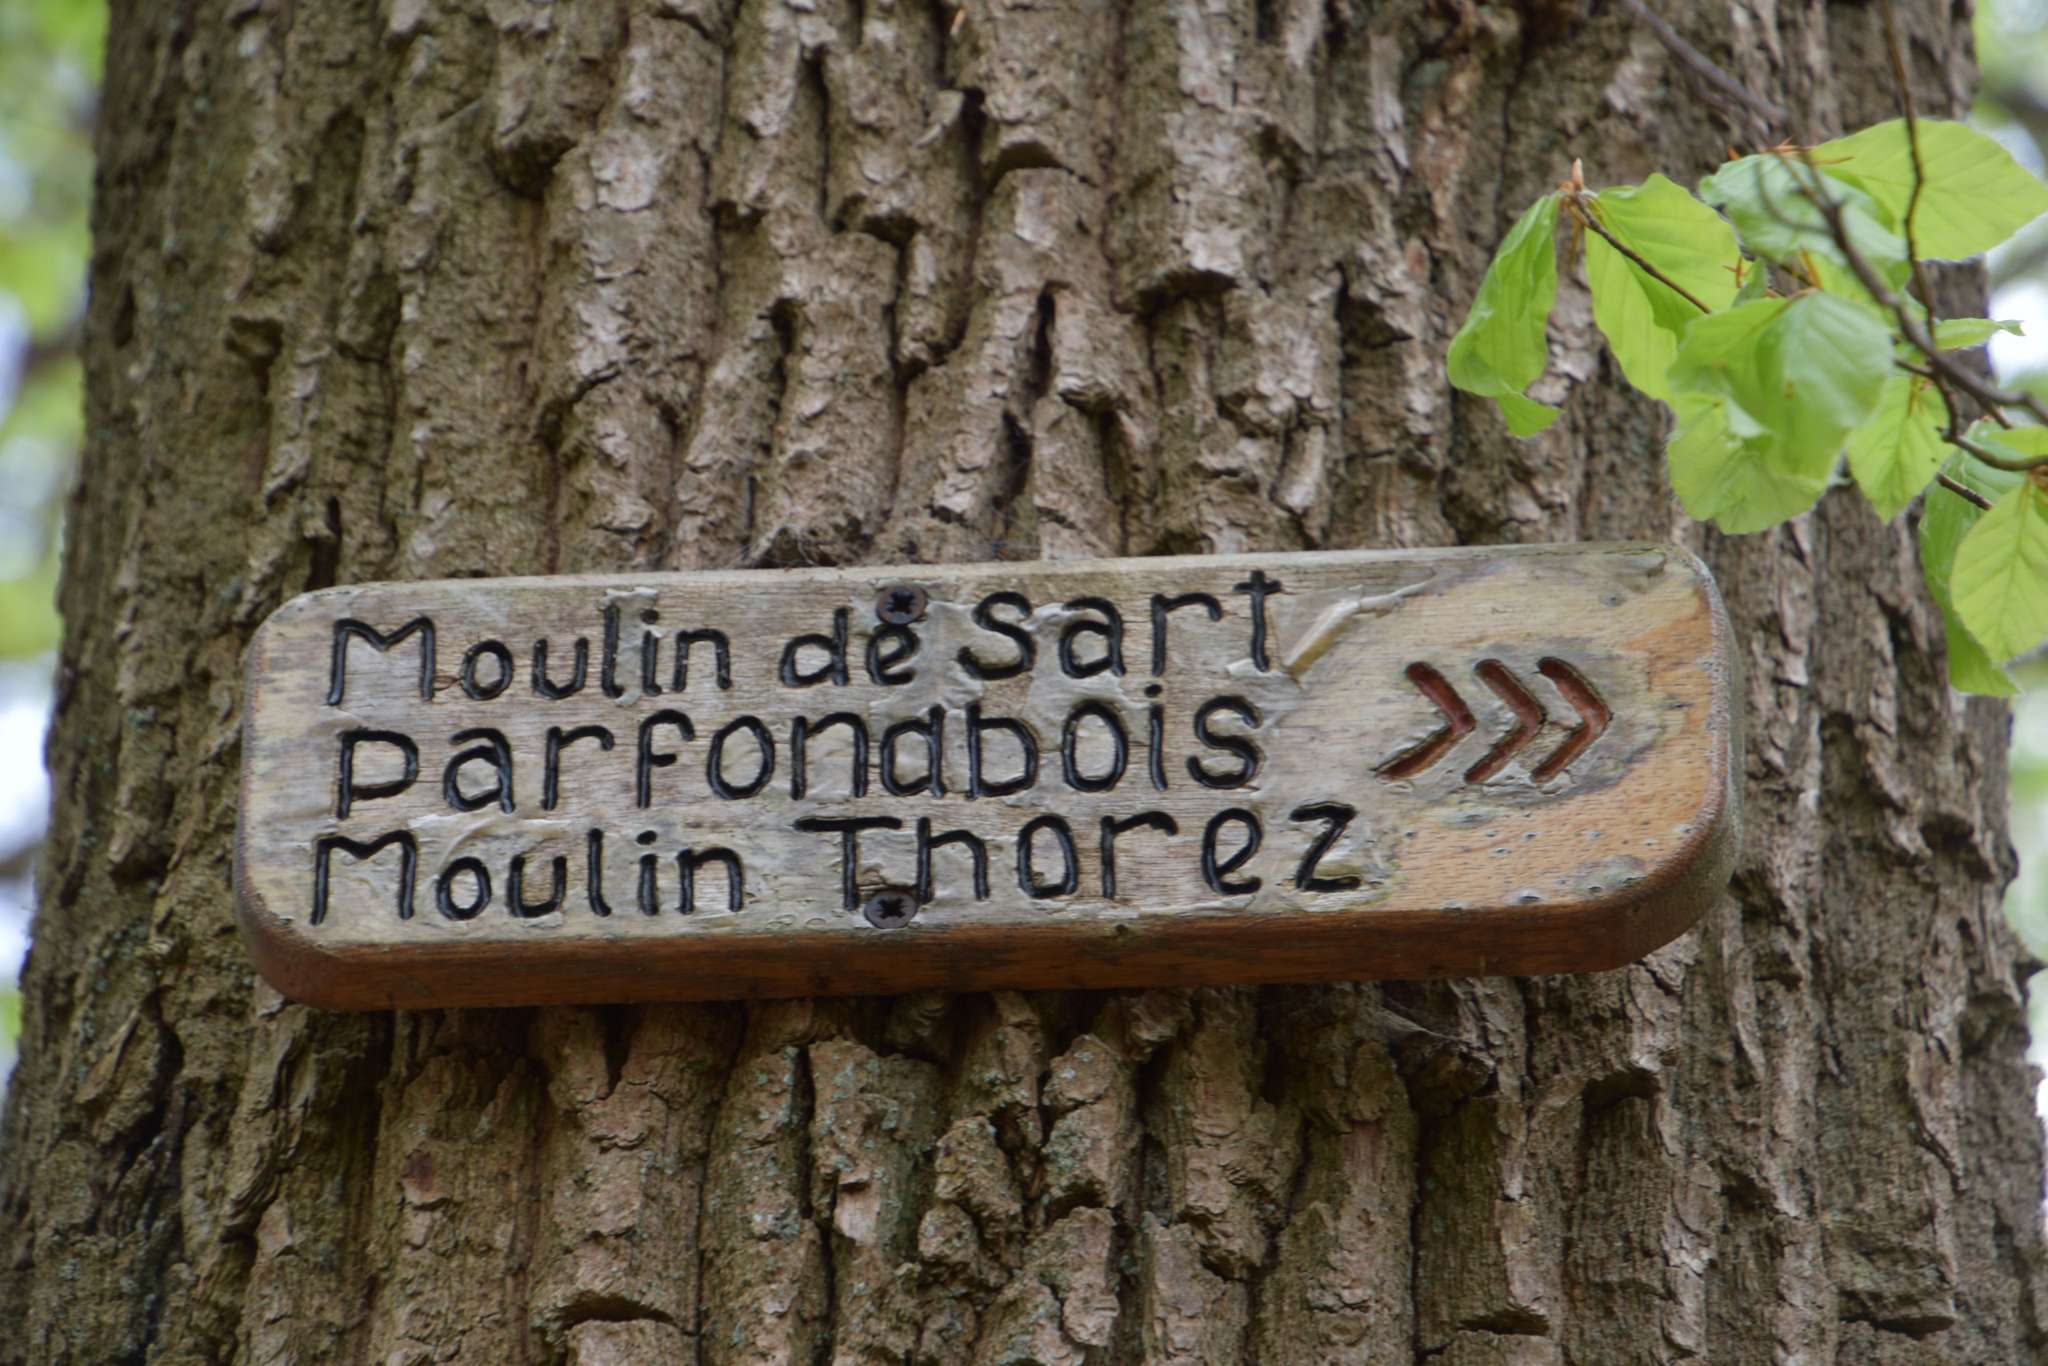 Moulin de sart
Parfondbois
Moulin Thorez